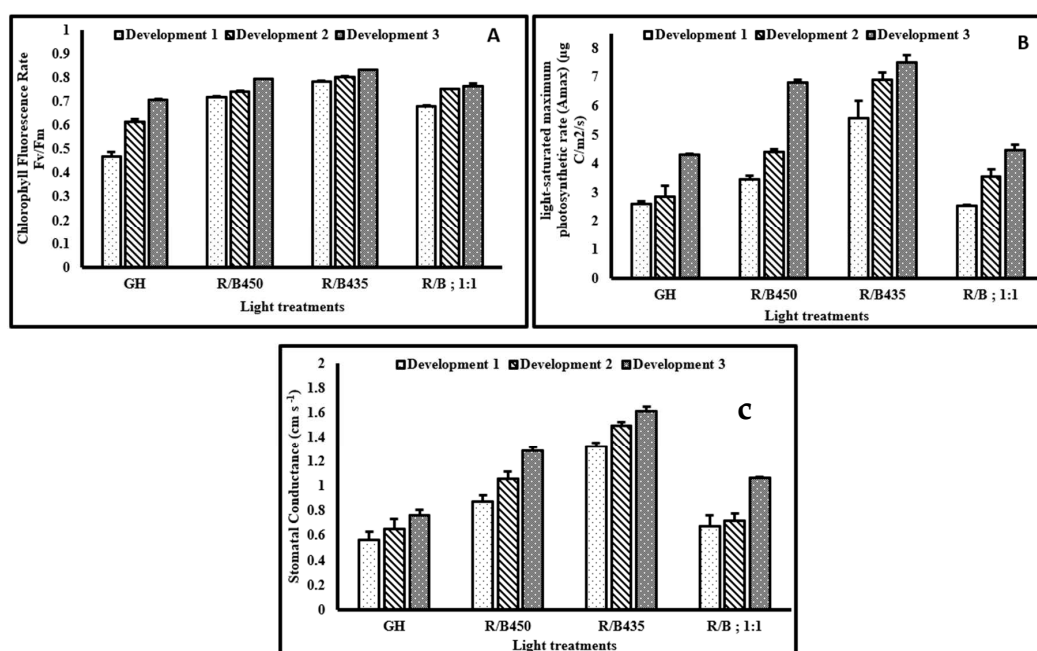 Development 1 Development 2 Development 3
A
Chlorophyll Fluorescence Rate
Fv/Fm
1
0.9
0.8
0.7
0.6
0.5
0.4
0.3
0.2
0.1
0
GH R/B450 R/B435 R/B ; 1:1
Light treatments
Development 1 Development 2 Development 3
B
light-saturated maximum
photosynthetic rate (Amax) (µg
C/m2/s)
8
7
6
5
4
3
2
1
0
GH R/B450 R/B435 R/B ; 1:1
Light treatments
Development 1 Development 2 Development 3
C
Stomatal Conductance (cm s -1)
2
1.8
1.6
1.4
1.2
1
0.8
0.6
0.4
0.2
0
GH R/B450 R/B435 R/B ; 1:1
Light treatments